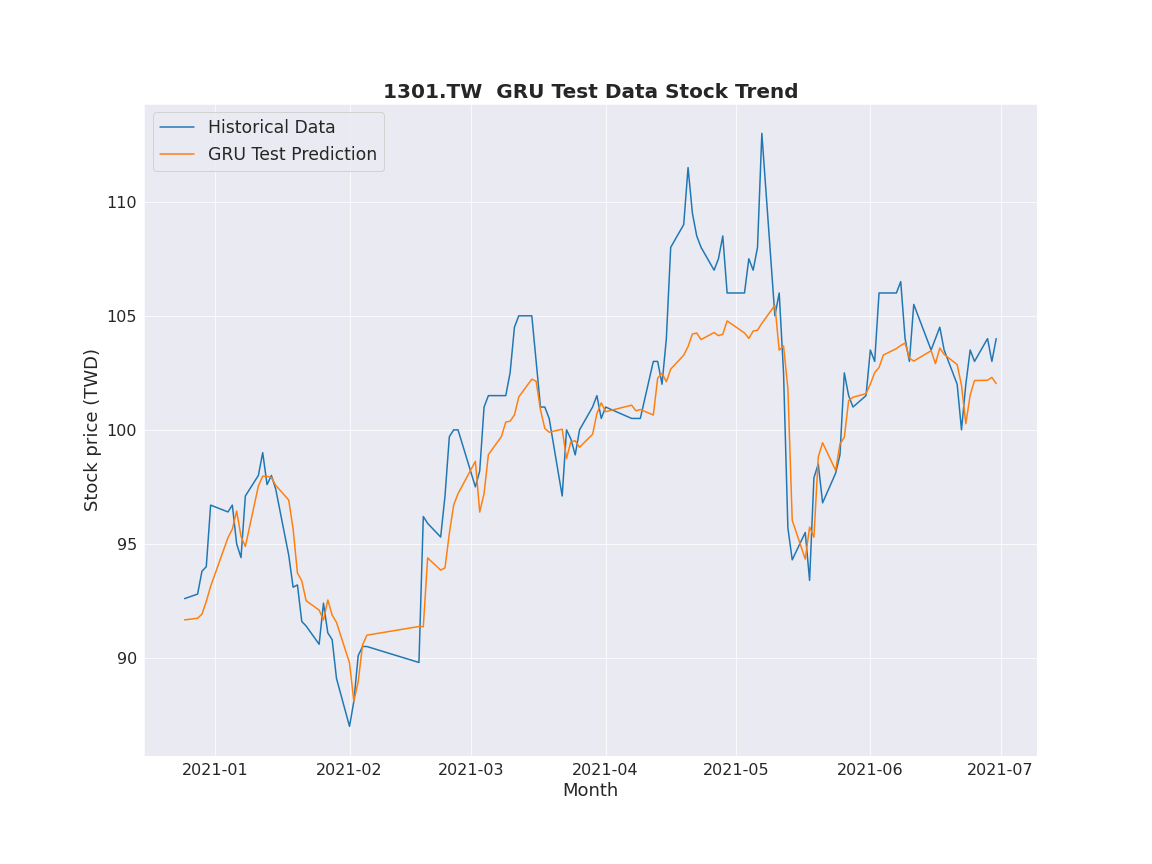 1301.TW  GRU Test Data Stock Trend
Historical Data
GRU Test Prediction
Stock price (TWD)
110
105
100
95
90
2021-01 2021-02 2021-03 2021-04 2021-05 2021-06 2021-07
Month